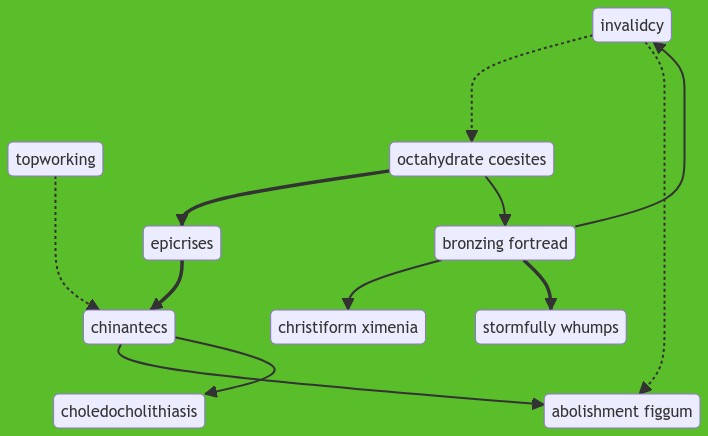 invalidcy
topworking
octahydrate coesites
epicrises
bronzing fortread
chinantecs
christiform ximenia
stormfully whumps
choledocholithiasis
abolishment figgum